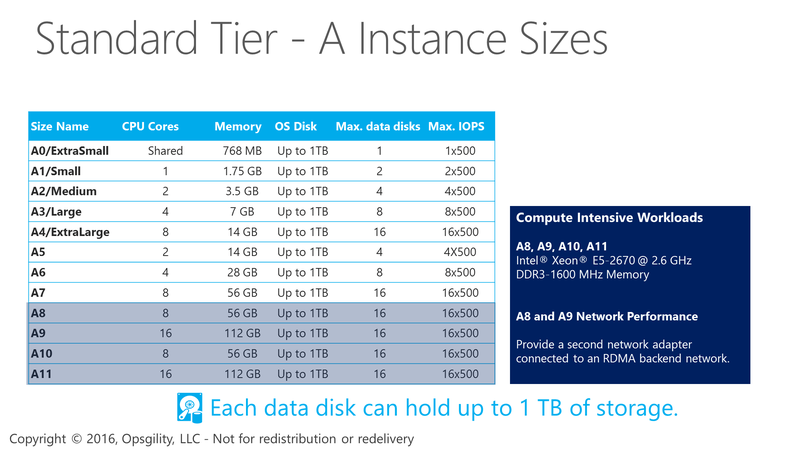 Standard Tier - A Instance Sizes
Size Name CPU Cores Memory OS Disk Max. data disks Max. IOPS
A0/ExtraSmall Shared 768 MB Up to 1TB 1 1x500
A1/Small 1 1.75 GB Up to 1TB 2 2x500
A2/Medium 2 3.5 GB Up to 1TB 4 4x500
A3/Large 4 7 GB Up to 1TB 8 8x500
A4/ExtraLarge 8 14 GB Up to 1TB 16 16x500
A5 2 14 GB Up to 1TB 4 4X500
A6 4 28 GB Up to 1TB 8 8x500
A7 8 56 GB Up to 1TB 16 16x500
A8 8 56 GB Up to 1TB 16 16x500
A9 16 112 GB Up to 1TB 16 16x500
A10 8 56 GB Up to 1TB 16 16x500
A11 16 112 GB Up to 1TB 16 16x500
Compute Intensive Workloads
A8, A9, A10, A11
Intel® Xeon® E5-2670 @ 2.6 GHz
DDR3-1600 MHz Memory
A8 and A9 Network Performance
Provide a second network adapter
connected to an RDMA backend network.
Each data disk can hold up to 1 TB of storage.
Copyright © 2016, Opsgility, LLC - Not for redistribution or redelivery